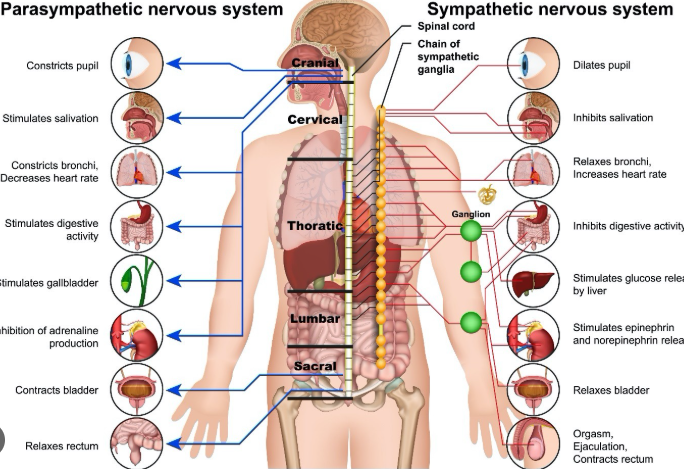 Parasympathetic nervous system
Sympathetic nervous system
Spinal cord
Chain of
sympathetic
ganglia
Cranial
Cervical
Thoratic
Lumbar
Sacral
Constricts pupil
Stimulates salivation
Constricts bronchi,
Decreases heart rate
Stimulates digestive
activity
Stimulates gallbladder
of adrenaline
production
Contracts bladder
Relaxes rectum
Ganglion
Dilates pupil
Inhibits salivation
Relaxes bronchi,
Increases heart rate
Inhibits digestive activity
Stimulates glucose
by liver
Stimulates epinephrin
and norepinephrin
Relaxes bladder
Orgasm,
Ejaculation,
Contracts rectum